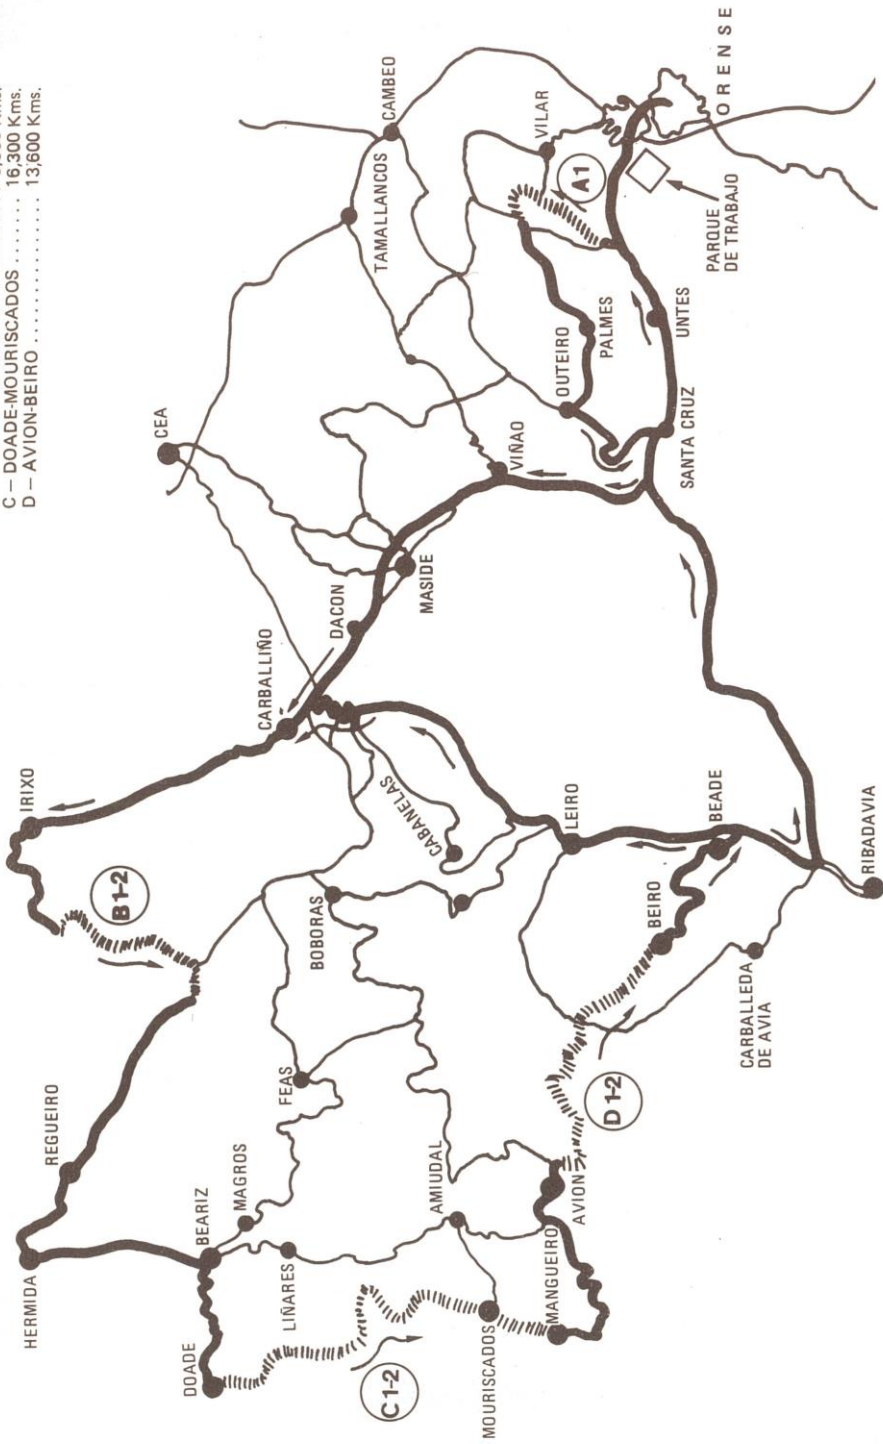 C — DOADE-MOURISCADOS ........ 16,300 Kms.
D — AVION-BEIRO ................ 13,600 Kms.
HERMIDA
REGUEIRO
IRIXO
CEA
CAMBEO
TAMALLANCOS
DOADE
BEARIZ
MAGROS
B1-2
CARBALLIÑO
DACON
MASIDE
VIÑAO
VILAR
A1
ORENSE
PARQUE
DE TRABAJO
OUTEIRO
PALMES
UNTES
SANTA CRUZ
LIÑARES
FEAS
BOBORAS
CABANELAS
LEIRO
C1-2
AMIUDAL
MOURISCADOS
MANGUEIRO
AVION
D1-2
BEIRO
BEADE
CARBALLEDA
DE AVIA
RIBADAVIA